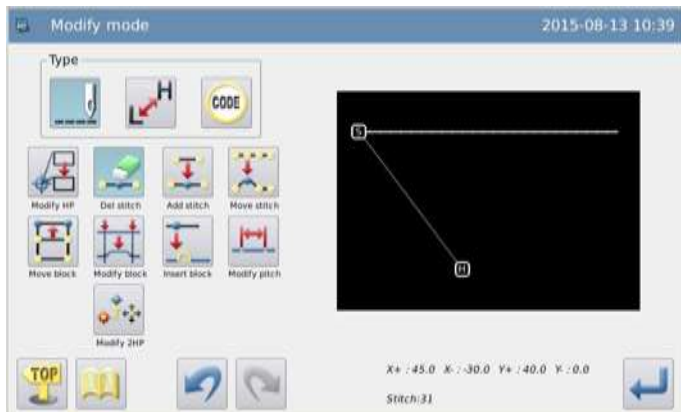 Modify mode 2015-08-13 10:39
Type
L H CODE
Modify HP Del stitch Add stitch Move stitch
Move block Modify block Insert block Modify pitch
Modify 2HP
S
H
TOP
X+ : 45.0 X- : -30.0 Y+ : 40.0 Y- : 0.0
Stitch:31